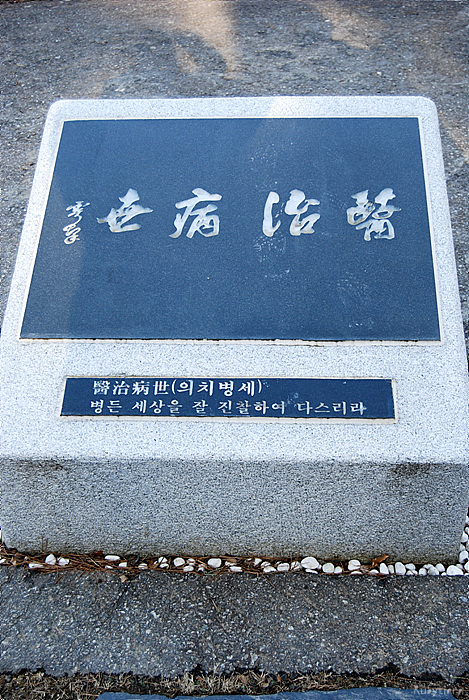 醫治病世
醫治病世(의치병세)
병든 세상을 잘 진찰하여 다스리라